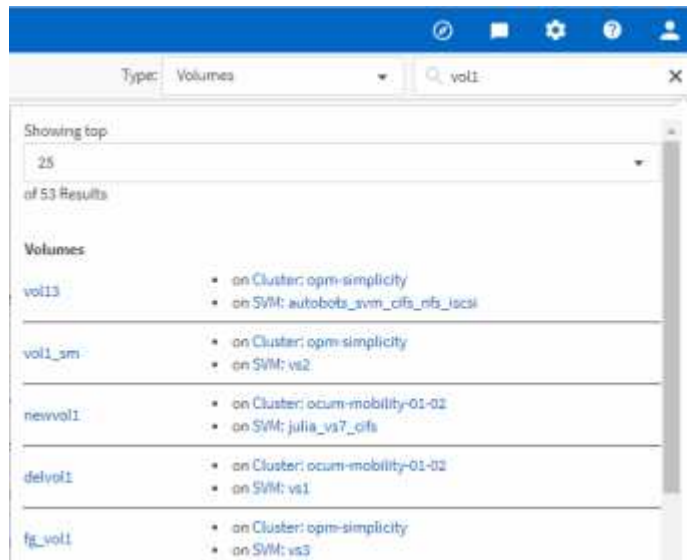 Type: Volumes vol1
Showing top
25
of 53 Results
Volumes
vol13
on Cluster: opm-simplicity
on SVM: autobots_svm_cifs_nfs_iscsi
vol1_sm
on Cluster: opm-simplicity
on SVM: vs2
newvol1
on Cluster: ocum-mobility-01-02
on SVM: julia_vs7_cifs
delvol1
on Cluster: ocum-mobility-01-02
on SVM: vs1
fg_vol1
on Cluster: opm-simplicity
on SVM: vs3